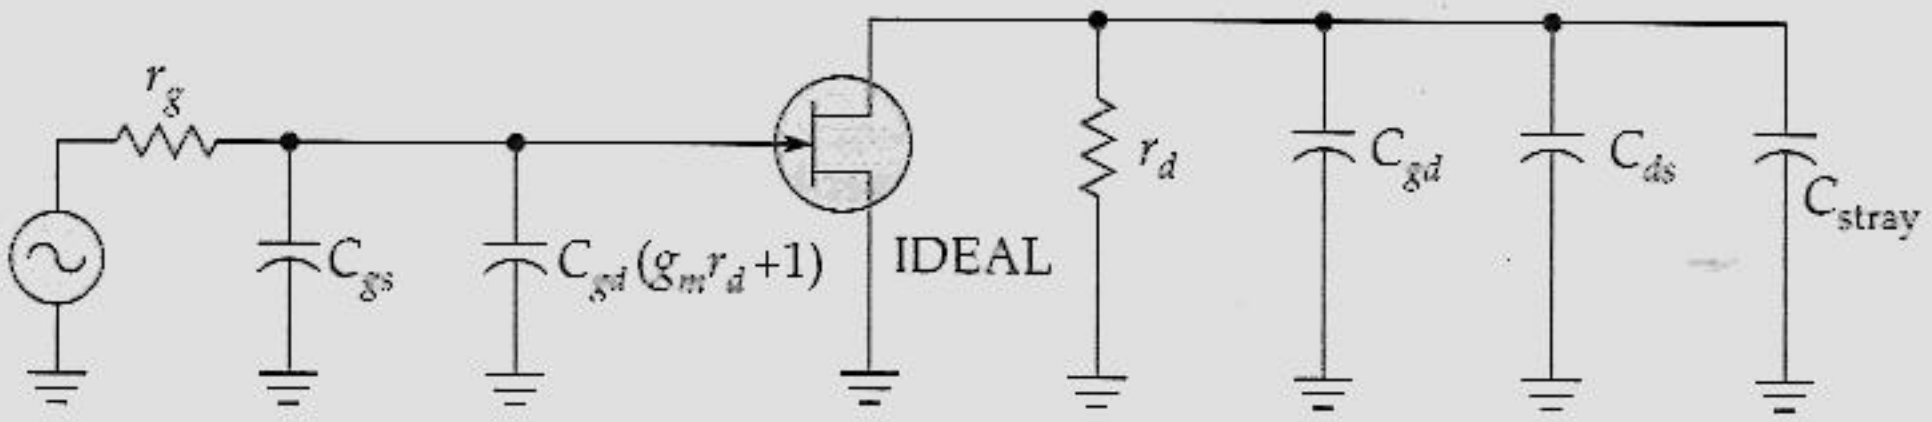 r_g
C_gs
C_gd(g_m r_d+1)
IDEAL
r_d
C_gd
C_ds
C_stray